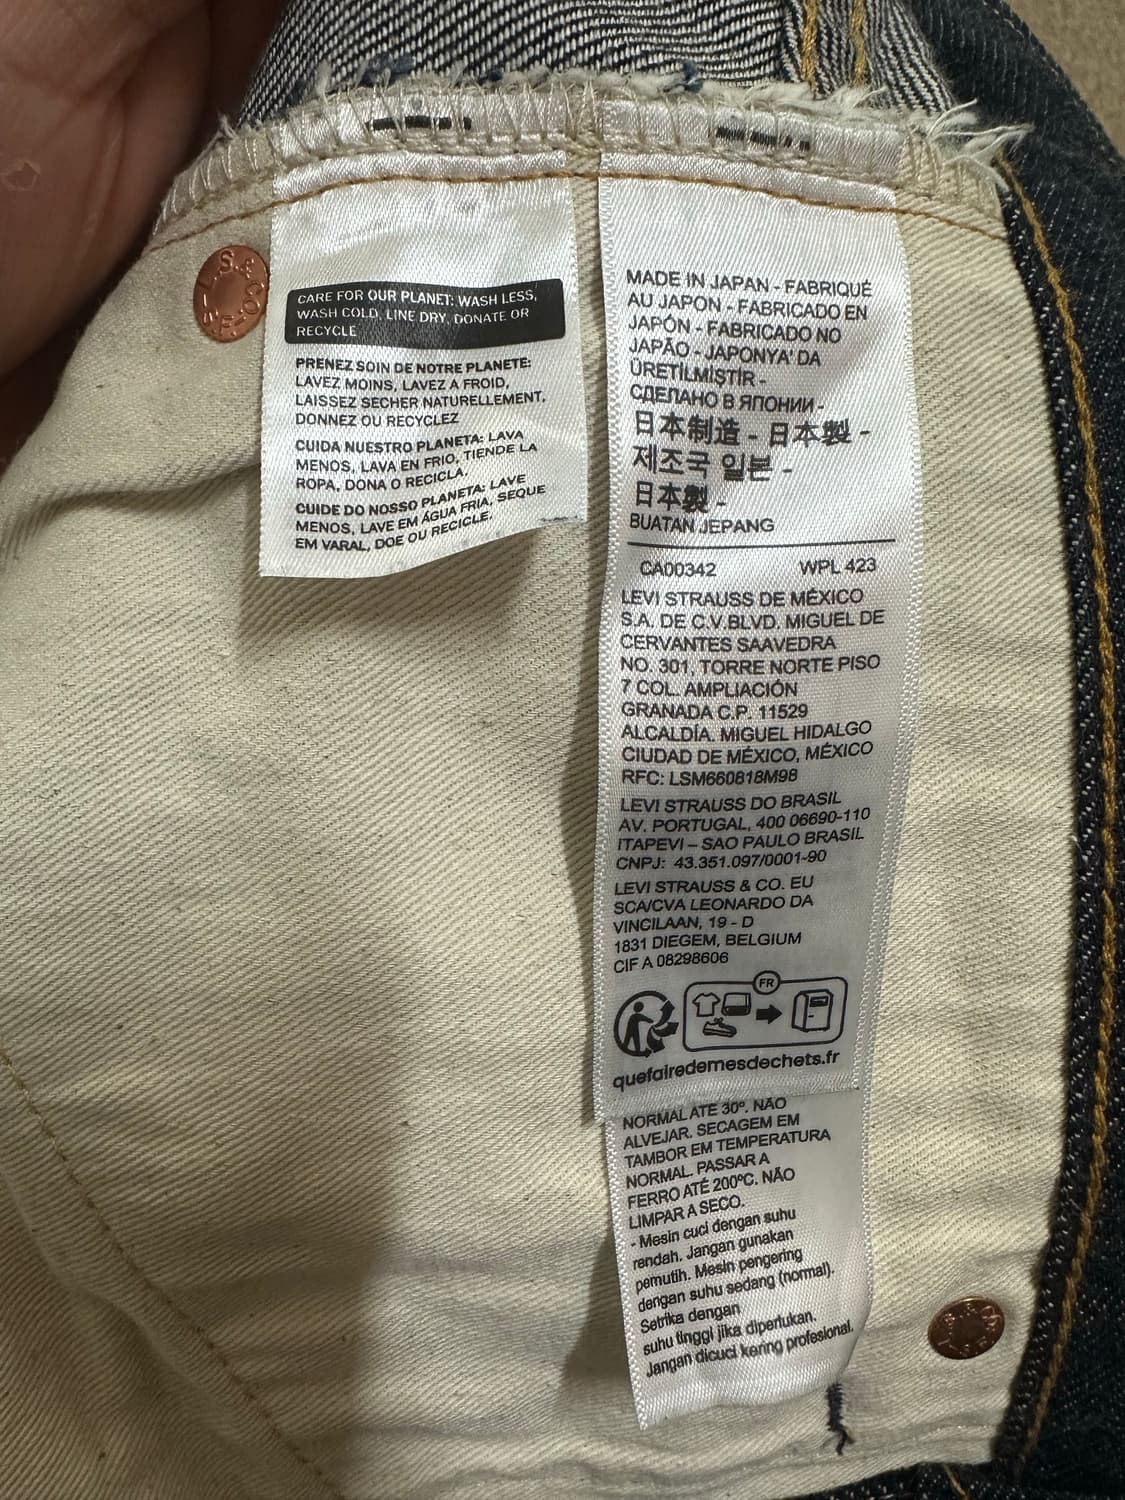 CARE FOR OUR PLANET: WASH LESS,
WASH COLD, LINE DRY, DONATE OR
RECYCLE
PRENEZ SOIN DE NOTRE PLANETE:
LAVEZ MOINS, LAVEZ A FROID,
LAISSEZ SECHER NATURELLEMENT,
DONNEZ OU RECYCLEZ
CUIDA NUESTRO PLANETA: LAVA
MENOS, LAVA EN FRIO, TIENDE LA
ROPA, DONA O RECICLA.
CUIDE DO NOSSO PLANETA: LAVE
MENOS, LAVE EM ÁGUA FRIA, SEQUE
EM VARAL, DOE OU RECICLE.
MADE IN JAPAN - FABRIQUÉ
AU JAPON - FABRICADO EN
JAPÓN - FABRICADO NO
JAPÃO - JAPONYA' DA
ÜRETİLMİŞTİR -
СДЕЛАНО В ЯПОНИИ -
日本制造 - 日本製 -
제조국 일본 -
日本製 -
BUATAN JEPANG
CA00342 WPL 423
LEVI STRAUSS DE MÉXICO
S.A. DE C.V.BLVD. MIGUEL DE
CERVANTES SAAVEDRA
NO. 301, TORRE NORTE PISO
7 COL. AMPLIACIÓN
GRANADA C.P. 11529
ALCALDÍA. MIGUEL HIDALGO
CIUDAD DE MÉXICO, MÉXICO
RFC: LSM660818M98
LEVI STRAUSS DO BRASIL
AV. PORTUGAL, 400 06690-110
ITAPEVI – SAO PAULO BRASIL
CNPJ: 43.351.097/0001-90
LEVI STRAUSS & CO. EU
SCA/CVA LEONARDO DA
VINCILAAN, 19 - D
1831 DIEGEM, BELGIUM
CIF A 08298606
FR
quefairedemesdechets.fr
NORMAL ATÉ 30º. NÃO
ALVEJAR. SECAGEM EM
TAMBOR EM TEMPERATURA
NORMAL. PASSAR A
FERRO ATÉ 200ºC. NÃO
LIMPAR A SECO.
- Mesin cuci dengan suhu
rendah. Jangan gunakan
pemutih. Mesin pengering
dengan suhu sedang (normal).
Setrika dengan
suhu tinggi jika diperlukan.
Jangan dicuci kering profesional.